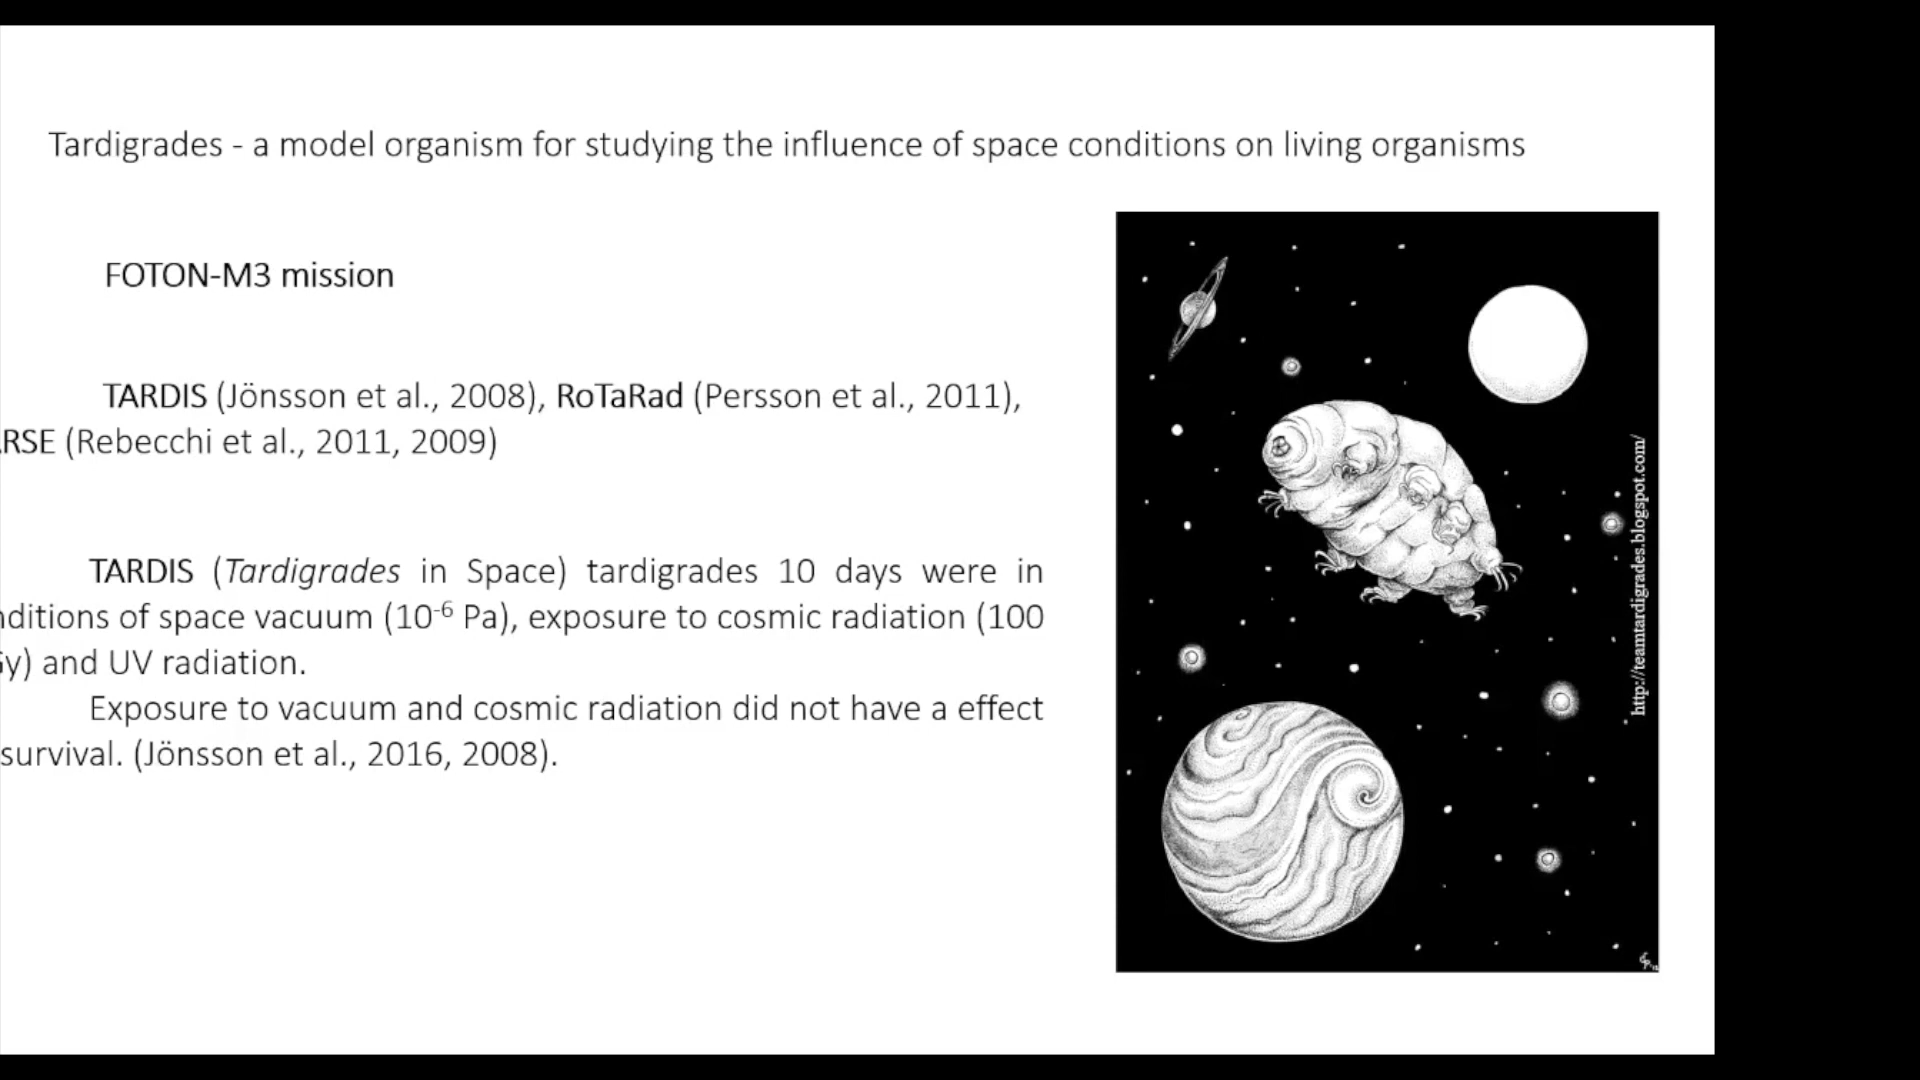 Tardigrades - a model organism for studying the influence of space conditions on living organisms
FOTON-M3 mission
TARDIS (Jönsson et al., 2008), RoTaRad (Persson et al., 2011),
RSE (Rebecchi et al., 2011, 2009)
TARDIS (Tardigrades in Space) tardigrades 10 days were in
nditions of space vacuum (10⁻⁶ Pa), exposure to cosmic radiation (100
y) and UV radiation.
Exposure to vacuum and cosmic radiation did not have a effect
survival. (Jönsson et al., 2016, 2008).
http://teamtardigrades.blogspot.com/